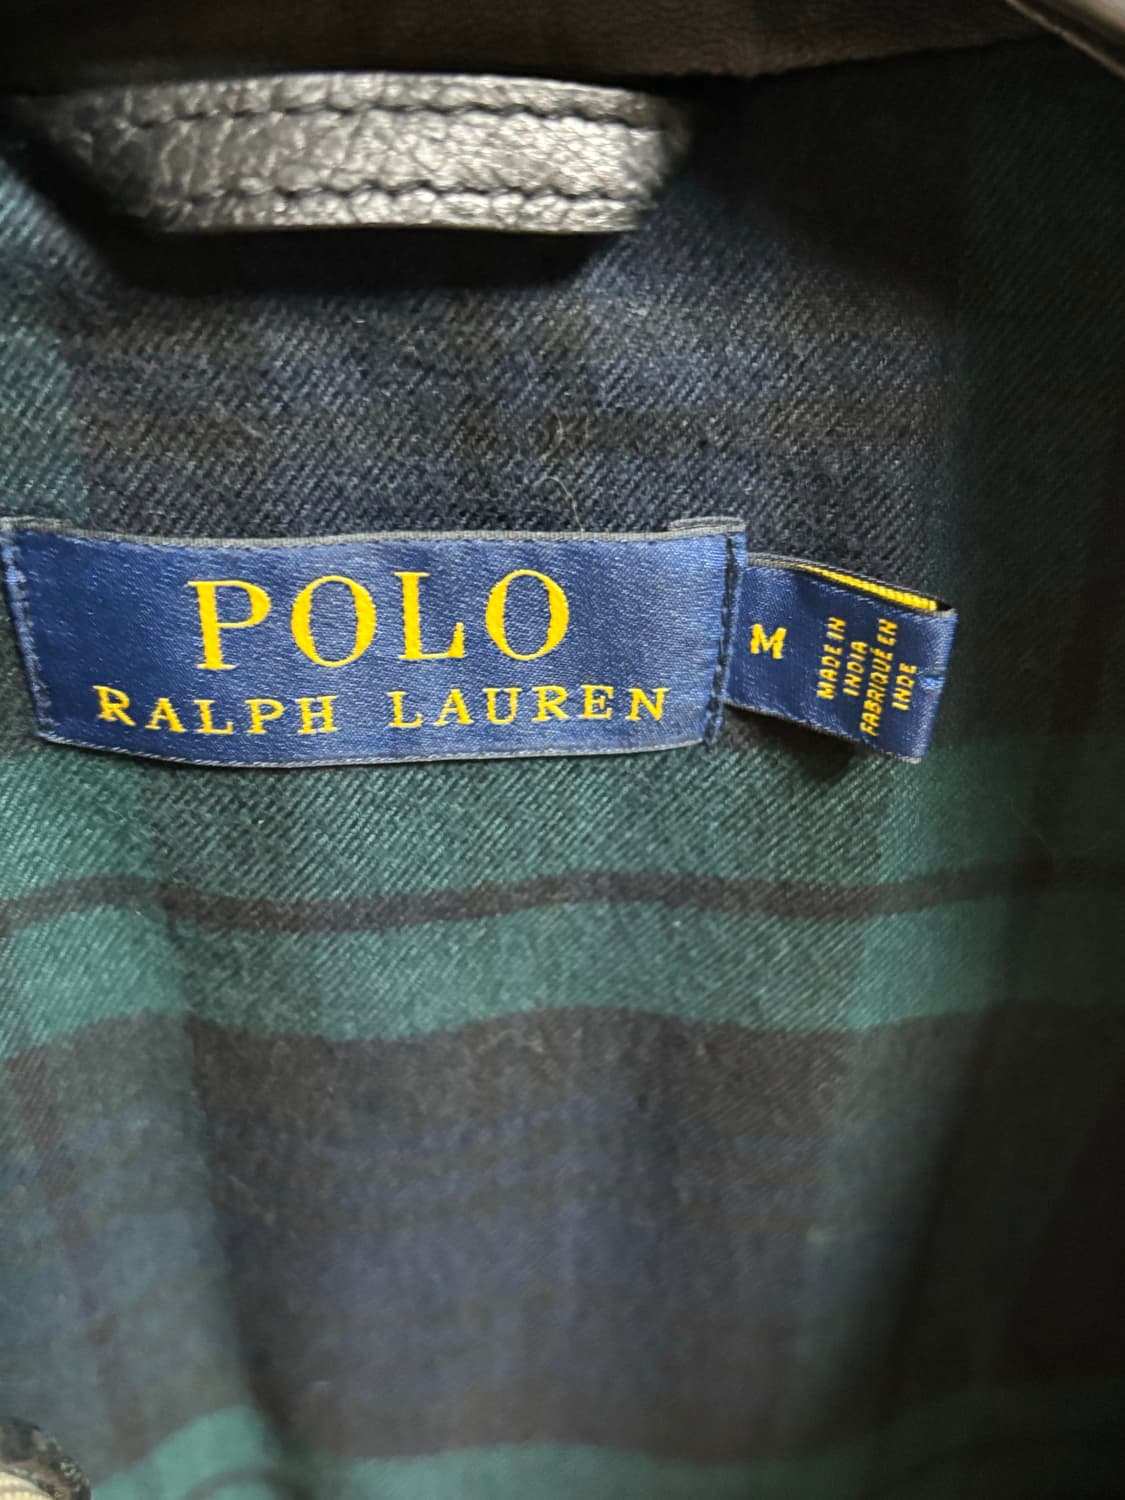 POLO
RALPH LAUREN
M
MADE IN
INDIA
FABRIQUÉ EN
INDE